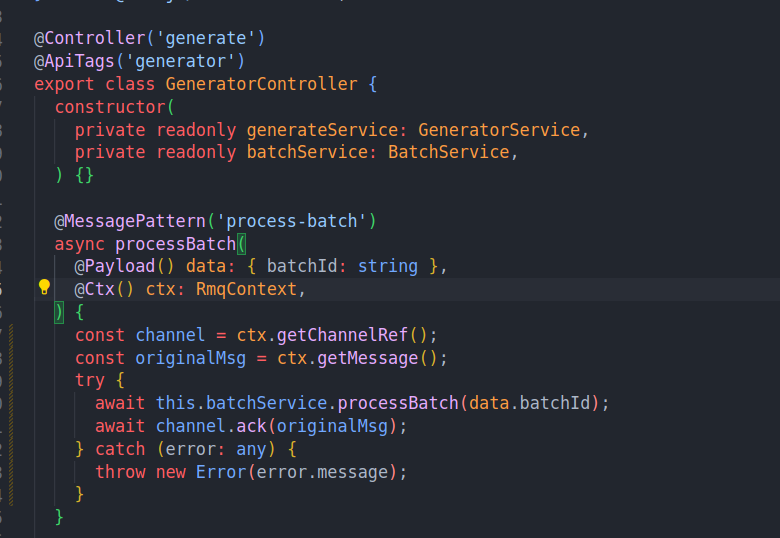 @Controller('generate')
@ApiTags('generator')
export class GeneratorController {
  constructor(
    private readonly generateService: GeneratorService,
    private readonly batchService: BatchService,
  ) {}

  @MessagePattern('process-batch')
  async processBatch(
    @Payload() data: { batchId: string },
    @Ctx() ctx: RmqContext,
  ) {
    const channel = ctx.getChannelRef();
    const originalMsg = ctx.getMessage();
    try {
      await this.batchService.processBatch(data.batchId);
      await channel.ack(originalMsg);
    } catch (error: any) {
      throw new Error(error.message);
    }
  }